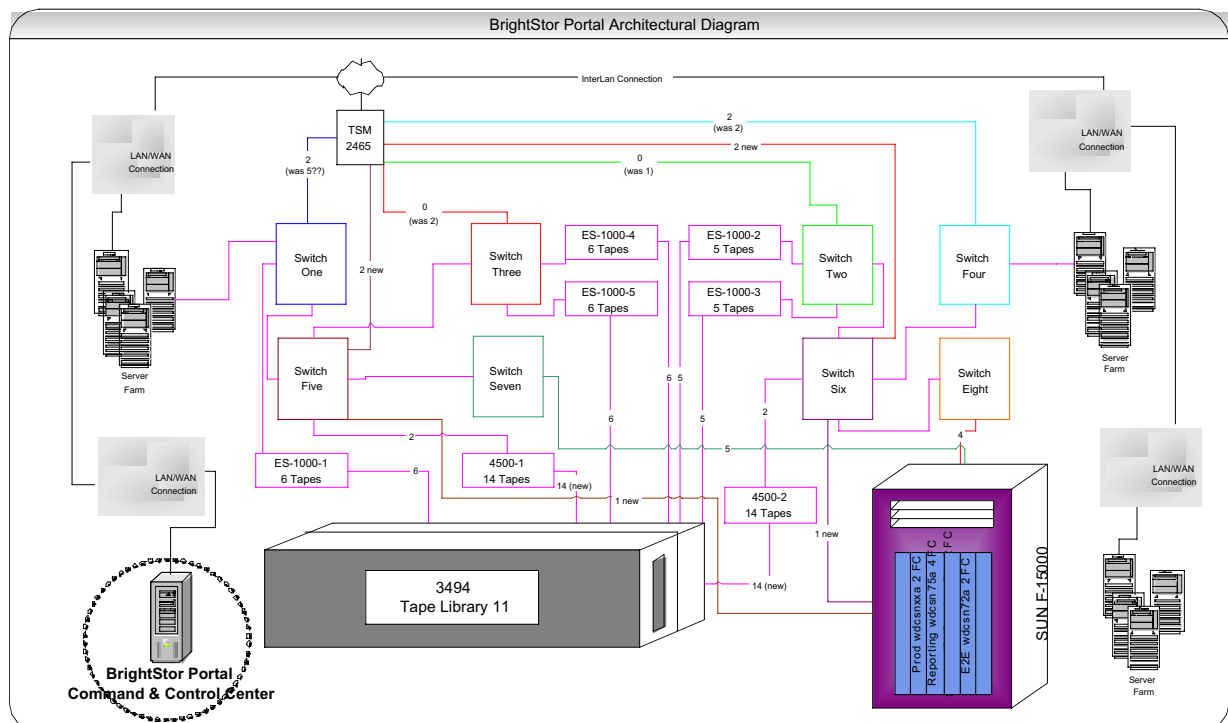 BrightStor Portal Architectural Diagram
InterLan Connection
TSM
2465
2
(was 2)
2 new
0
(was 1)
2
(was 5??)
0
(was 2)
2 new
LAN/WAN
Connection
LAN/WAN
Connection
Switch
One
Switch
Three
ES-1000-4
6 Tapes
ES-1000-5
6 Tapes
ES-1000-2
5 Tapes
ES-1000-3
5 Tapes
Switch
Two
Switch
Four
Server
Farm
Server
Farm
Switch
Five
Switch
Seven
Switch
Six
Switch
Eight
6
5
6
5
2
2
5
4
LAN/WAN
Connection
LAN/WAN
Connection
ES-1000-1
6 Tapes
6
4500-1
14 Tapes
14 (new)
1 new
4500-2
14 Tapes
1 new
14 (new)
3494
Tape Library 11
Prod wdcsnxxa 2 FC
Reporting wdcsn75a 4 FC
E2E wdcsn72a 2 FC
SUN F-15000
BrightStor Portal
Command & Control Center
Server
Farm